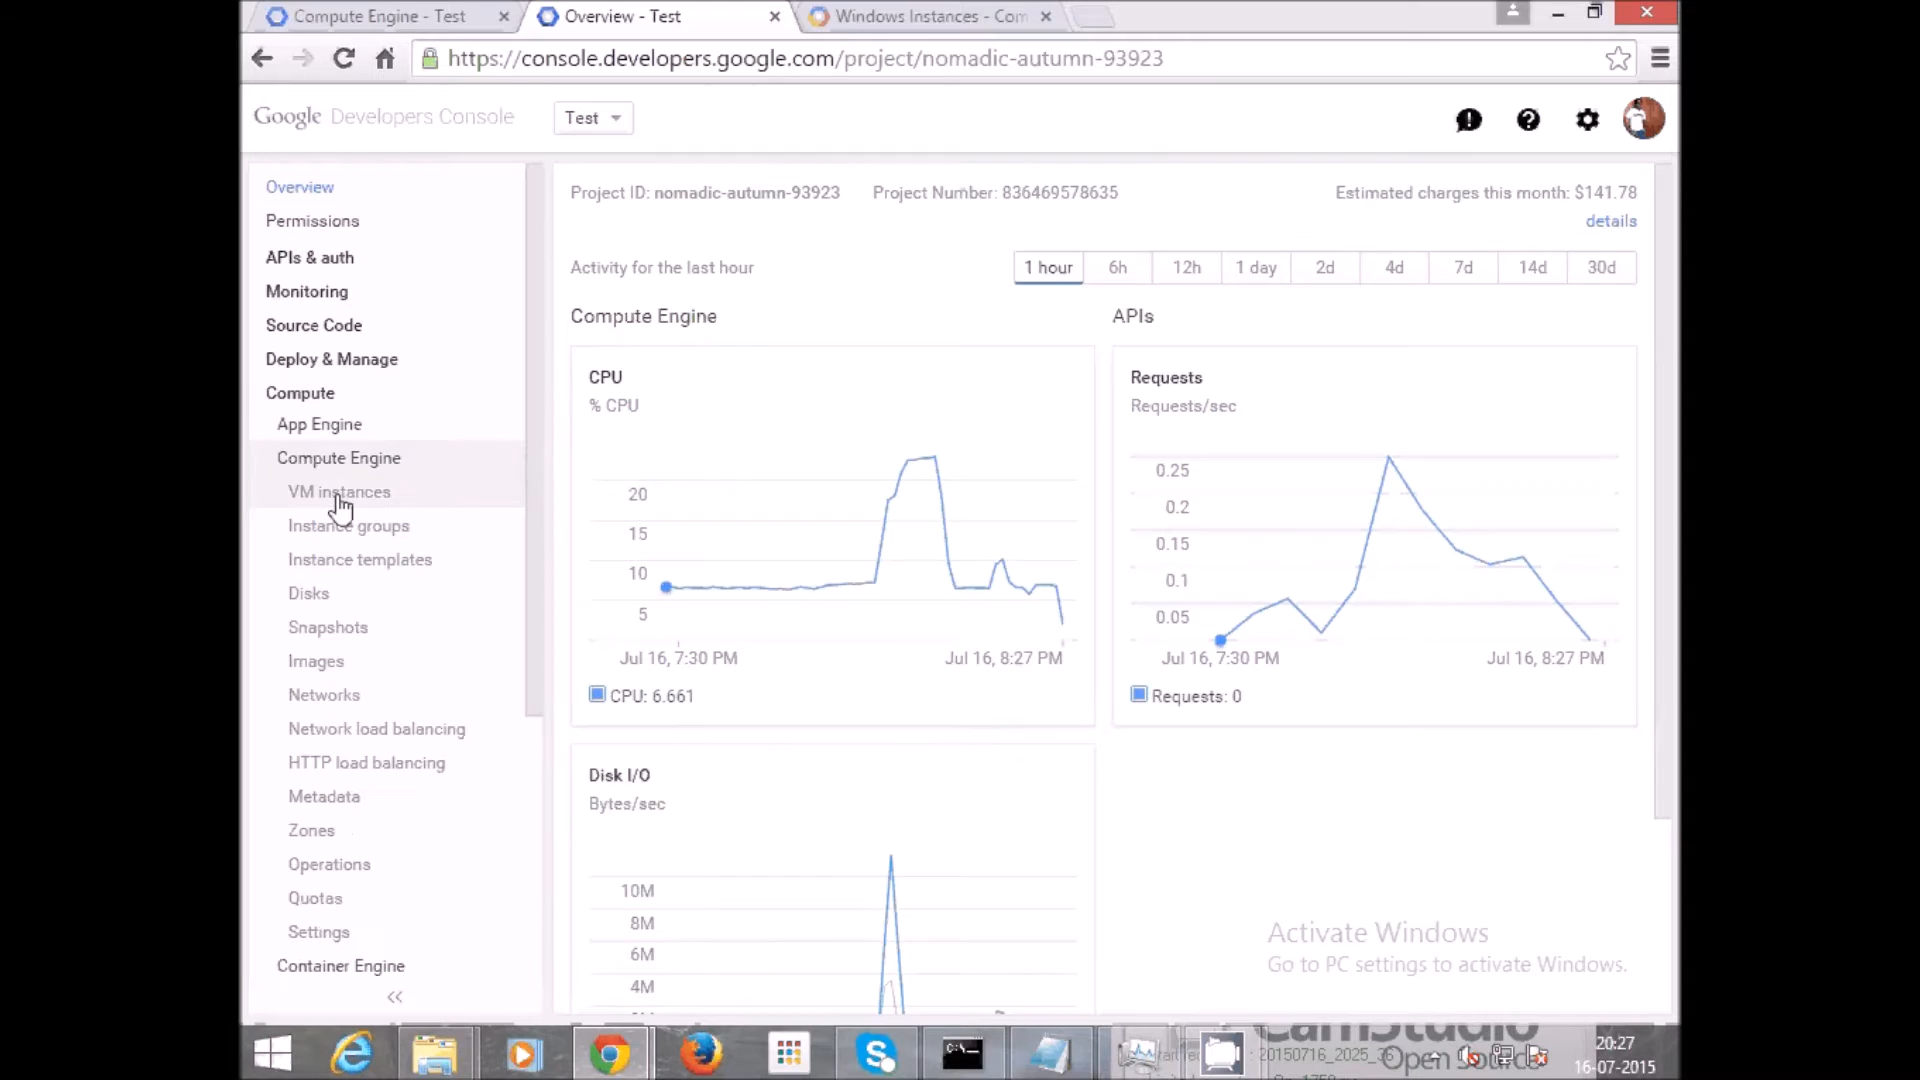 Compute Engine - Test
Overview - Test
Windows Instances - Com
https://console.developers.google.com/project/nomadic-autumn-93923
Google Developers Console
Test
Overview
Permissions
APIs & auth
Monitoring
Source Code
Deploy & Manage
Compute
App Engine
Compute Engine
VM instances
Instance groups
Instance templates
Disks
Snapshots
Images
Networks
Network load balancing
HTTP load balancing
Metadata
Zones
Operations
Quotas
Settings
Container Engine
Project ID: nomadic-autumn-93923
Project Number: 836469578635
Estimated charges this month: $141.78
details
Activity for the last hour
1 hour
6h
12h
1 day
2d
4d
7d
14d
30d
Compute Engine
CPU
% CPU
20
15
10
5
Jul 16, 7:30 PM
Jul 16, 8:27 PM
CPU: 6.661
APIs
Requests
Requests/sec
0.25
0.2
0.15
0.1
0.05
Jul 16, 7:30 PM
Jul 16, 8:27 PM
Requests: 0
Disk I/O
Bytes/sec
10M
8M
6M
4M
Activate Windows
Go to PC settings to activate Windows.
CamStudio
Open Source
20:27
16-07-2015